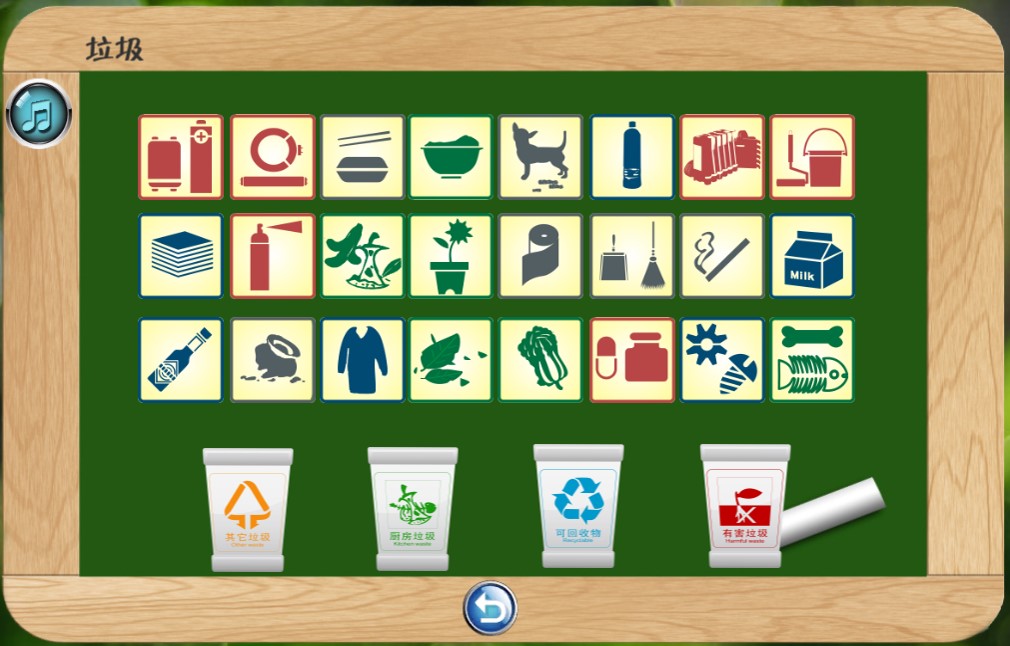 垃圾
Milk
其它垃圾
Other waste
厨房垃圾
Kitchen waste
可回收物
Recyclable
有害垃圾
Harmful waste